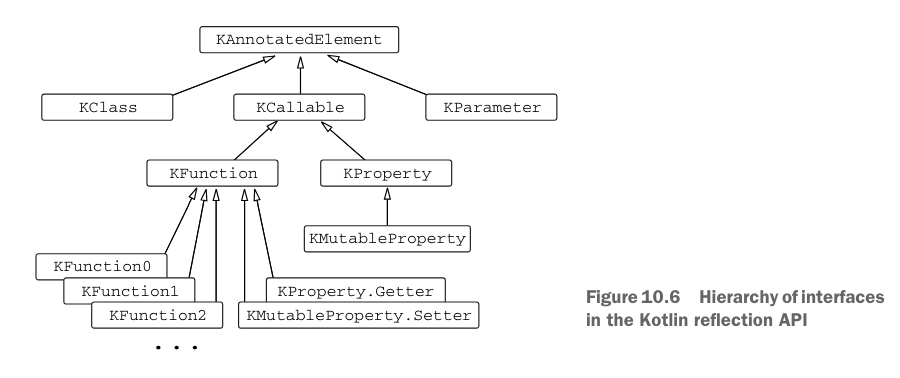 KAnnotatedElement
KClass
KCallable
KParameter
KFunction
KProperty
KMutableProperty
KFunction0
KFunction1
KProperty.Getter
KFunction2
KMutableProperty.Setter
. . .
Figure 10.6 Hierarchy of interfaces
in the Kotlin reflection API